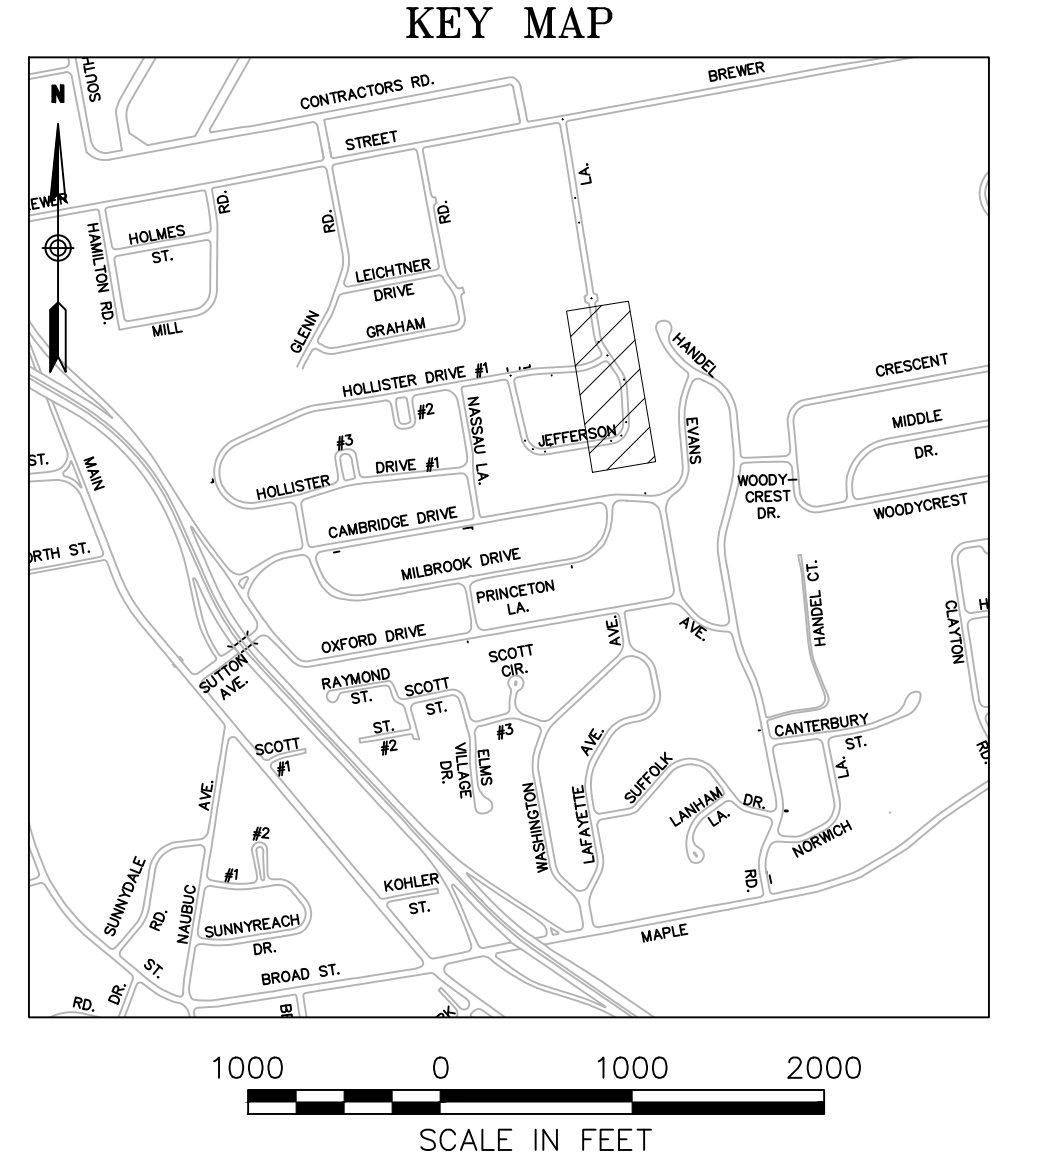 KEY MAP
N
SOUTH
CONTRACTORS RD.
BREWER
STREET
LA.
EWER
RD.
RD.
RD.
HAMILTON RD.
HOLMES
ST.
MILL
LEICHTNER
DRIVE
GLENN
GRAHAM
HANDEL
CRESCENT
HOLLISTER DRIVE #1
#2
NASSAU LA.
JEFFERSON
EVANS
MIDDLE
DR.
#3
DRIVE #1
HOLLISTER
ST.
MAIN
WOODY-
CREST
DR.
WOODYCREST
CAMBRIDGE DRIVE
ORTH ST.
MILBROOK DRIVE
PRINCETON
LA.
HANDEL CT.
CLAYTON
H
OXFORD DRIVE
AVE.
AVE.
SUTTON
AVE.
RAYMOND
ST.
SCOTT
ST.
SCOTT
CIR.
ST.
#2
#3
SCOTT
#1
VILLAGE
DR.
ELMS
AVE.
CANTERBURY
ST.
LA.
RD.
AVE.
WASHINGTON
LAFAYETTE
SUFFOLK
LANHAM
LA.
DR.
NORWICH
#2
#1
SUNNYDALE
RD.
NAUBUC
SUNNYREACH
DR.
KOHLER
ST.
RD.
MAPLE
ST.
BROAD ST.
RD.
DR.
1000 0 1000 2000
SCALE IN FEET